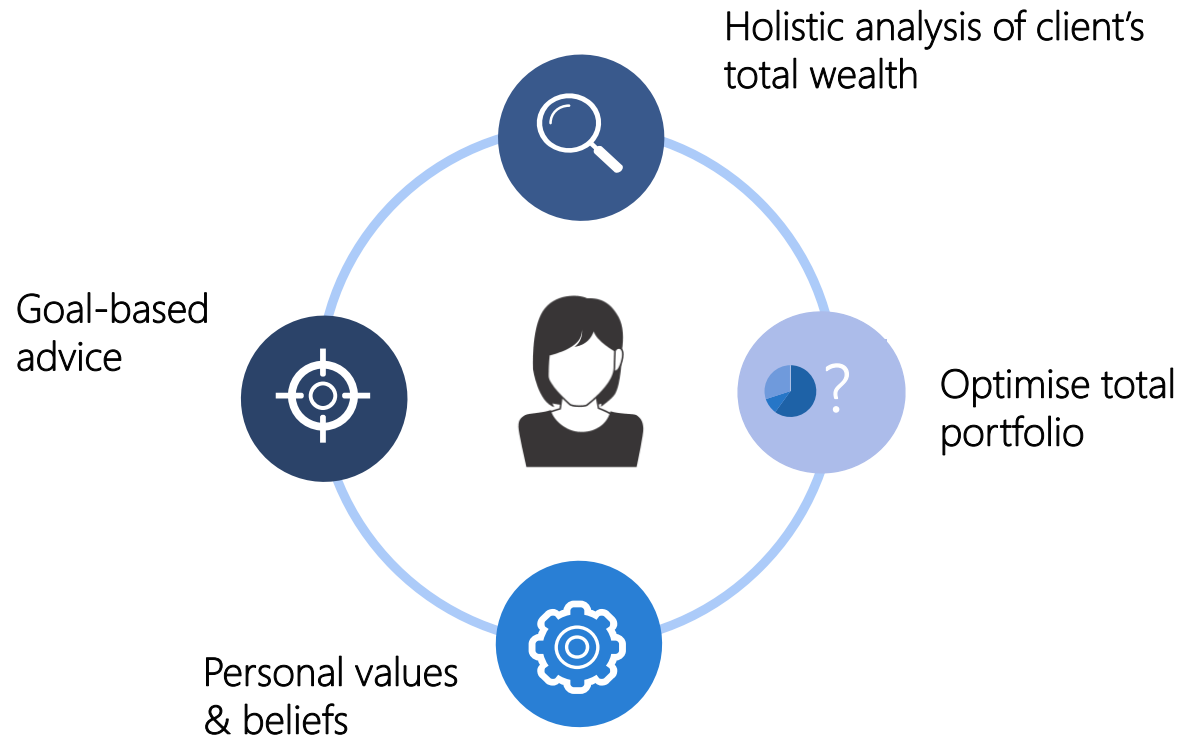 Holistic analysis of client’s
total wealth
Goal-based
advice
?
Optimise total
portfolio
Personal values
& beliefs